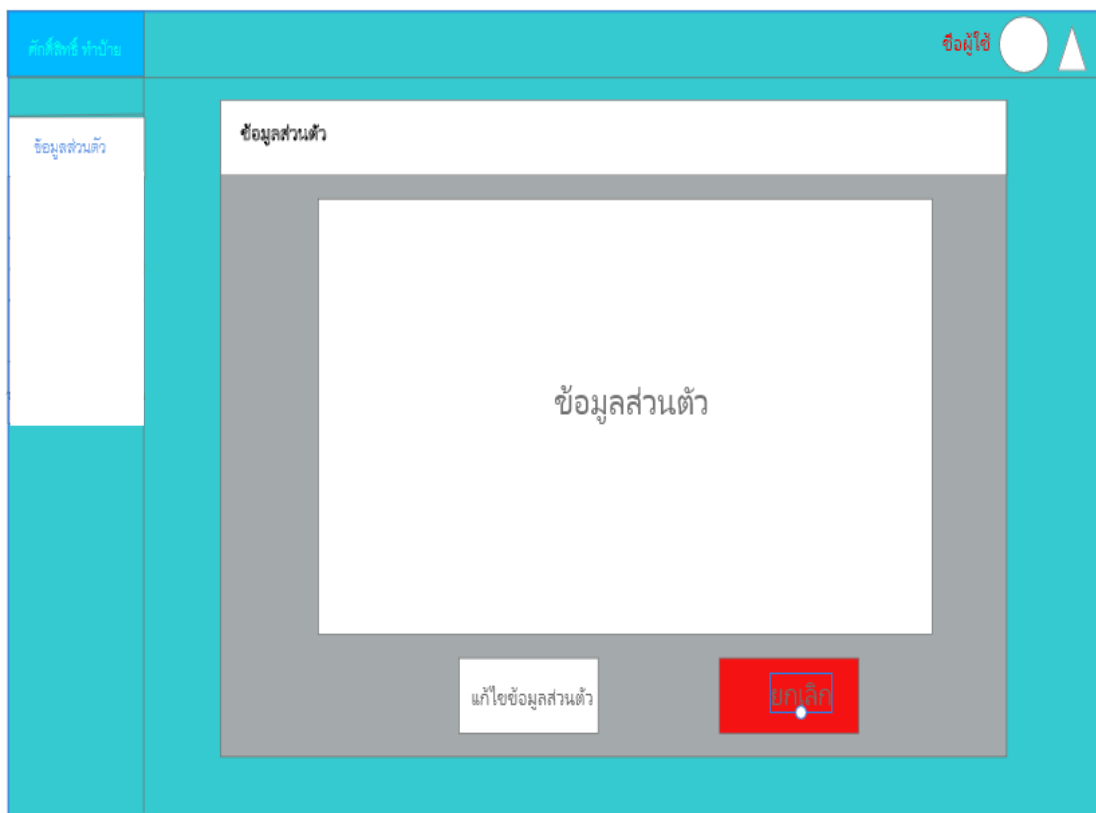 ศักดิ์สิทธิ์ ทำป้าย
ชื่อผู้ใช้
ข้อมูลส่วนตัว
ข้อมูลส่วนตัว
ข้อมูลส่วนตัว
แก้ไขข้อมูลส่วนตัว
ยกเลิก